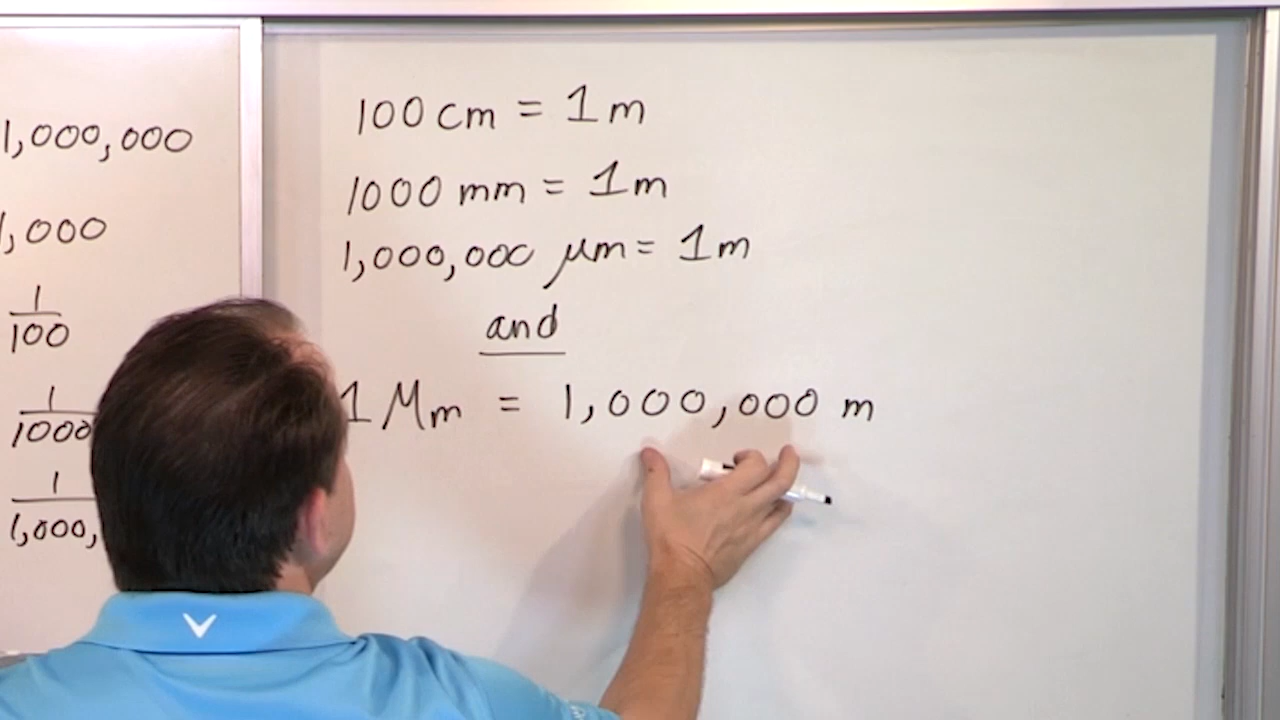 1,000,000
1,000
1/100
1/1000
1/1,000,
100 cm = 1 m
1000 mm = 1 m
1,000,000 μm = 1 m
and
1 Mm = 1,000,000 m